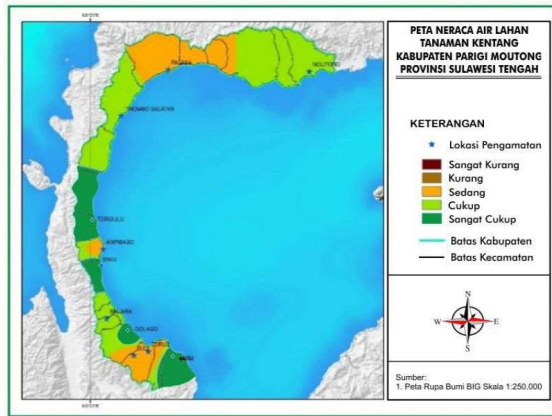 PETA NERACA AIR LAHAN
TANAMAN KENTANG
KABUPATEN PARIGI MOUTONG
PROVINSI SULAWESI TENGAH
KETERANGAN
Lokasi Pengamatan
Sangat Kurang
Kurang
Sedang
Cukup
Sangat Cukup
Batas Kabupaten
Batas Kecamatan
N
W E
S
Sumber:
1. Peta Rupa Bumi BIG Skala 1:250.000
MOUTONG
PALASA
TINOMBO SELATAN
TORIBULU
AMPIBABO
BINOLI
DOLAGO